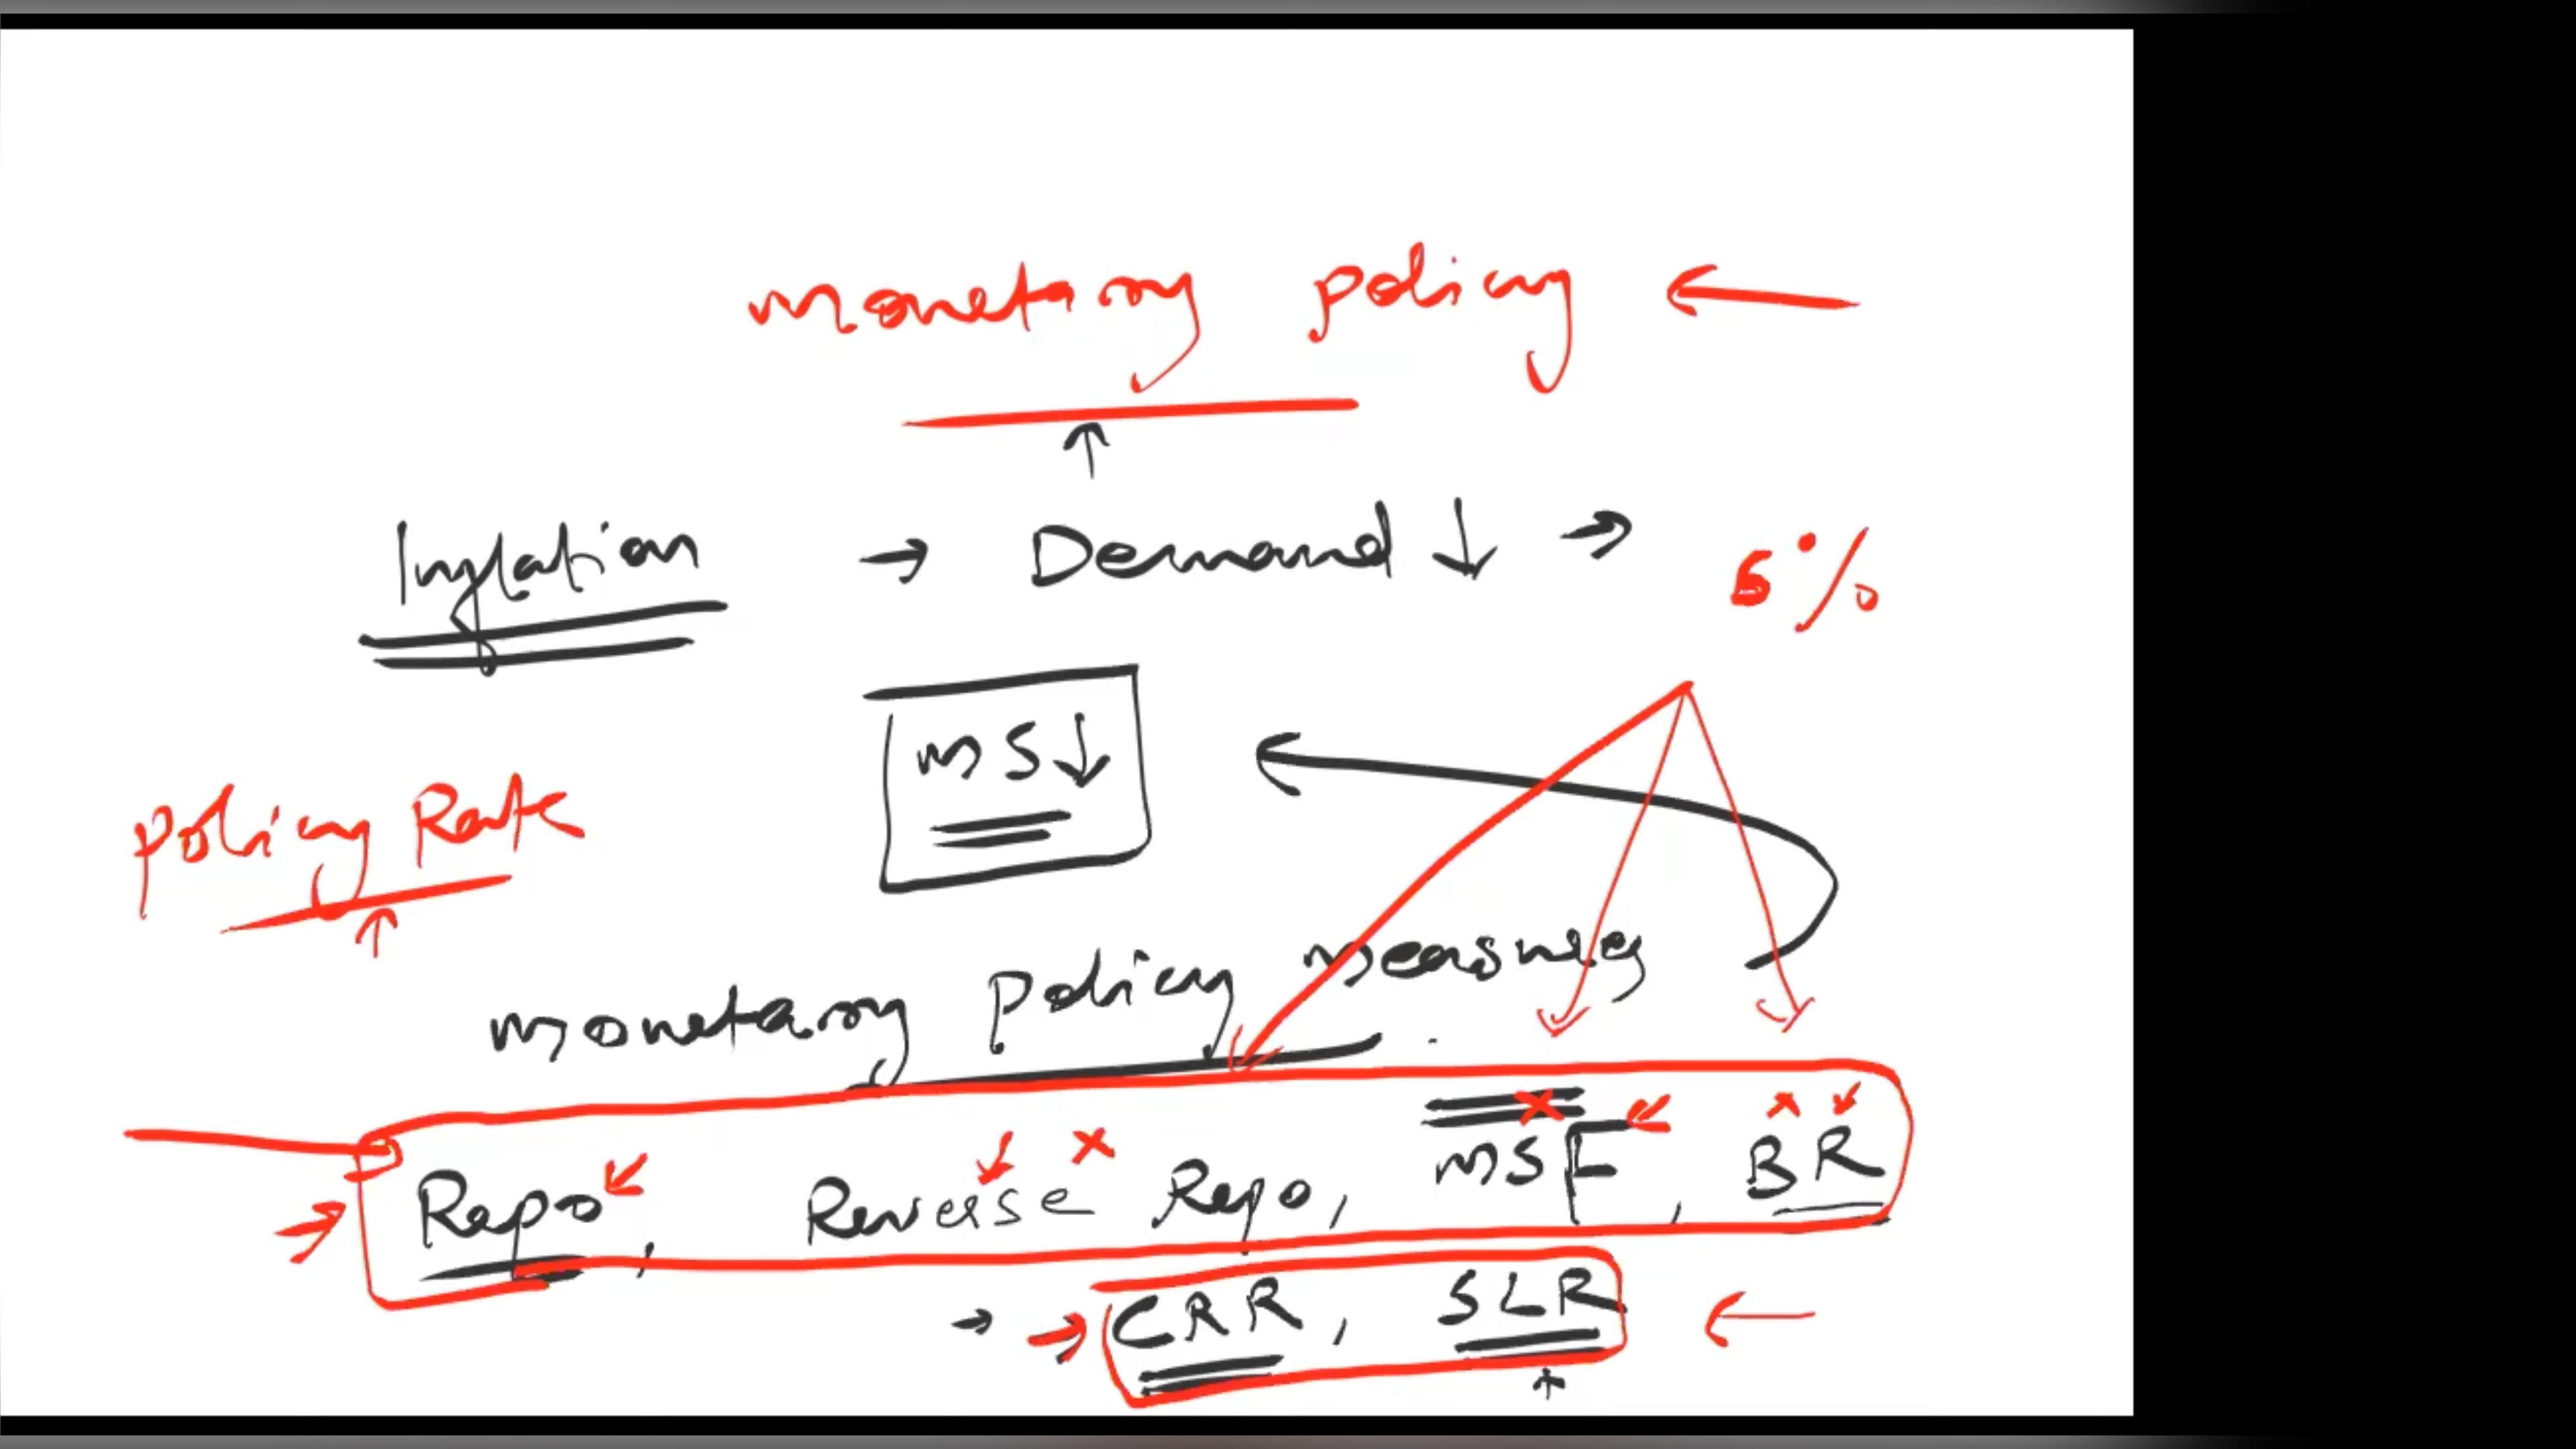 monetary policy ←
↑
Inflation → Demand ↓ → 6%
MS↓
Policy Rate
↑
monetary policy measures
Repo, Reverse Repo, MSF, BR
→ → CRR, SLR ←